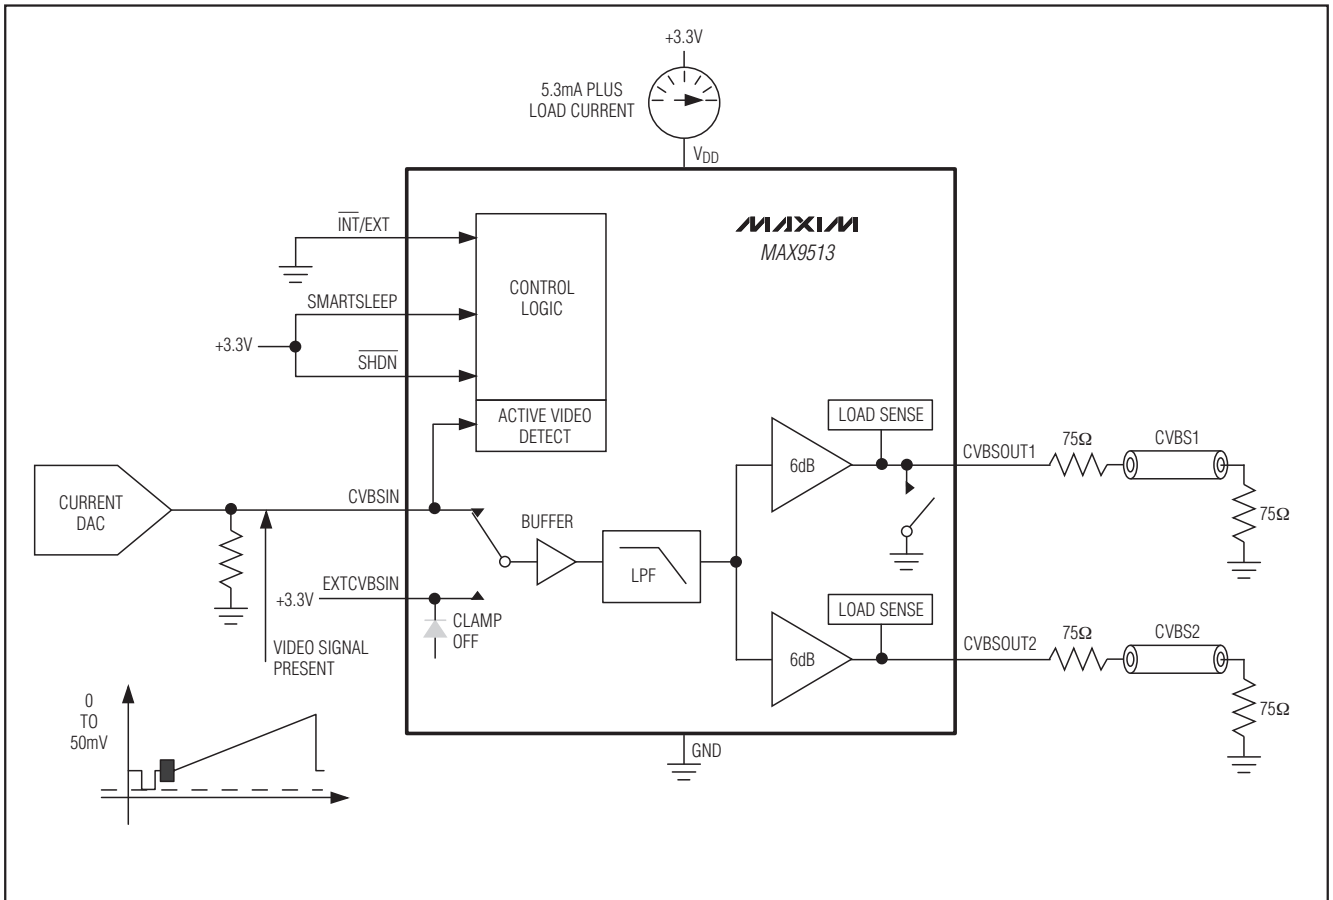 +3.3V
5.3mA PLUS
LOAD CURRENT
VDD
INT/EXT
MAXIM
MAX9513
CONTROL
LOGIC
SMARTSLEEP
+3.3V
SHDN
ACTIVE VIDEO
DETECT
LOAD SENSE
CVBSOUT1
75Ω
CVBS1
6dB
CURRENT
DAC
CVBSIN
BUFFER
75Ω
LPF
EXTCVBSIN
+3.3V
CLAMP
OFF
LOAD SENSE
CVBSOUT2
75Ω
CVBS2
VIDEO SIGNAL
PRESENT
6dB
0
TO
50mV
75Ω
GND